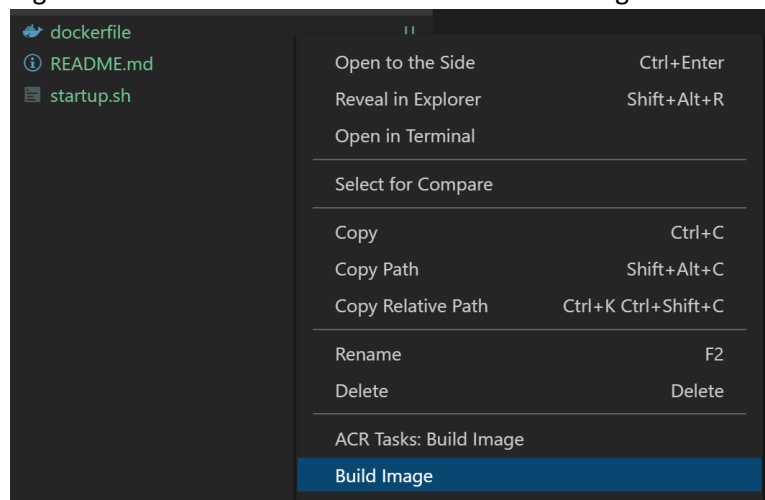 dockerfile U
README.md
startup.sh
Open to the Side Ctrl+Enter
Reveal in Explorer Shift+Alt+R
Open in Terminal
Select for Compare
Copy Ctrl+C
Copy Path Shift+Alt+C
Copy Relative Path Ctrl+K Ctrl+Shift+C
Rename F2
Delete Delete
ACR Tasks: Build Image
Build Image